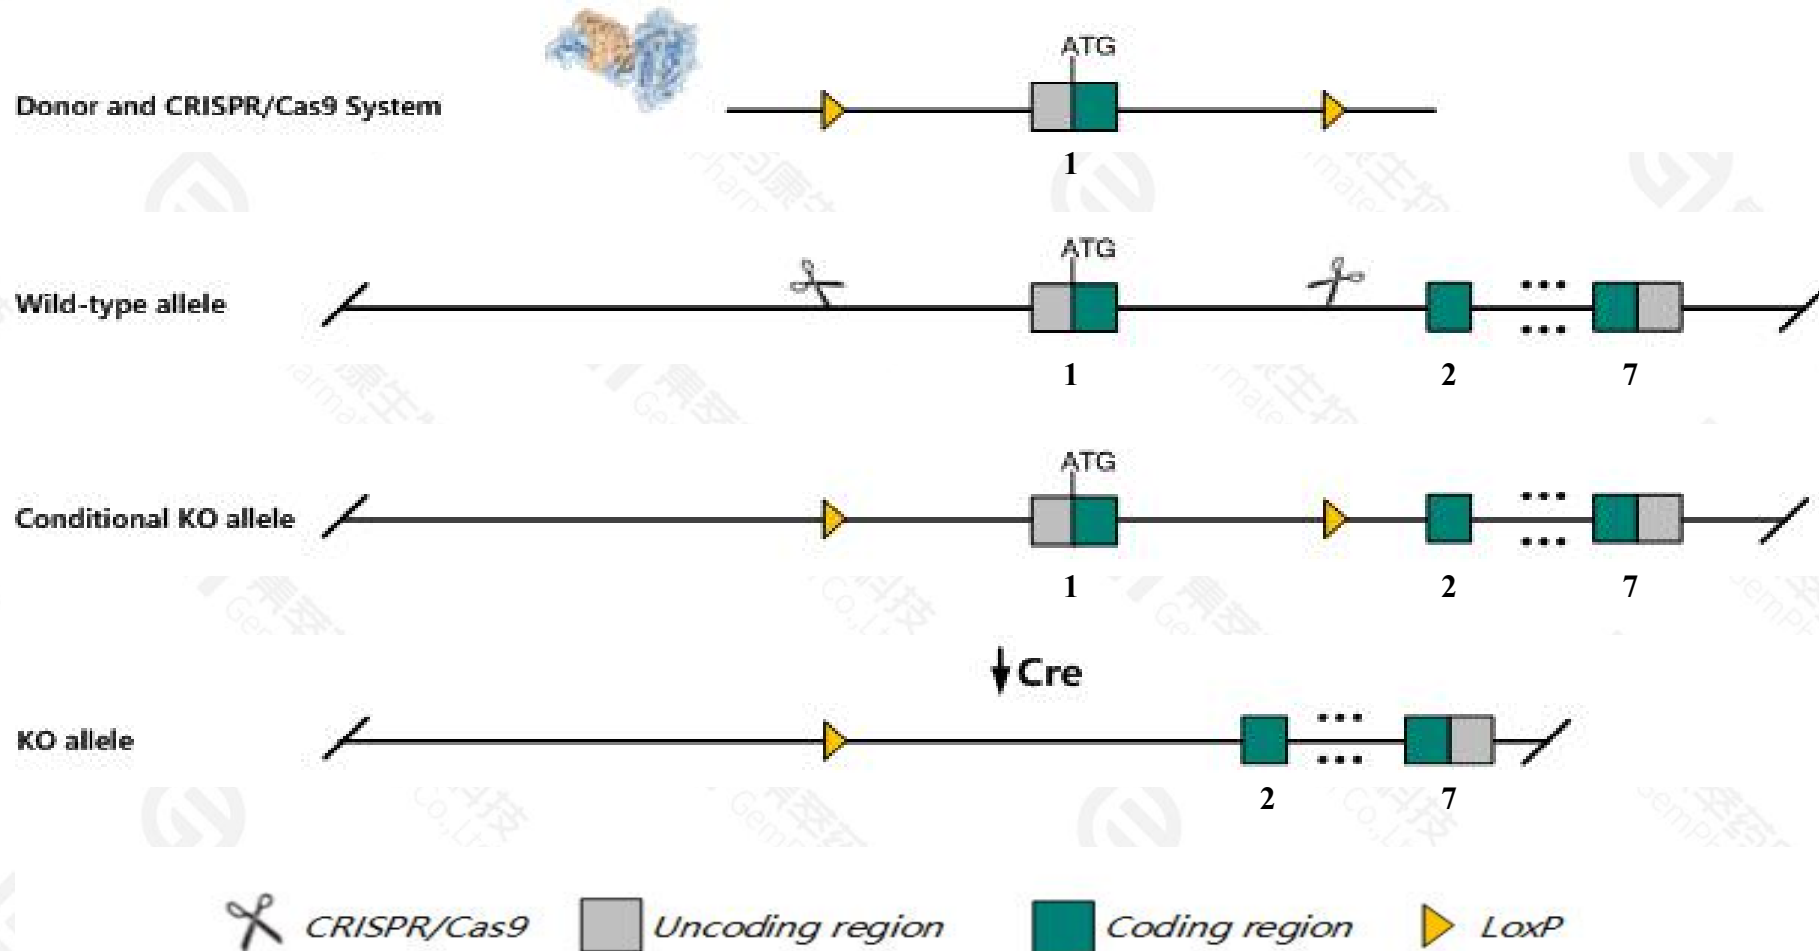 ATG
Donor and CRISPR/Cas9 System
1
ATG
Wild-type allele
1 2 7
ATG
Conditional KO allele
1 2 7
Cre
KO allele
2 7
CRISPR/Cas9 Uncoding region Coding region LoxP